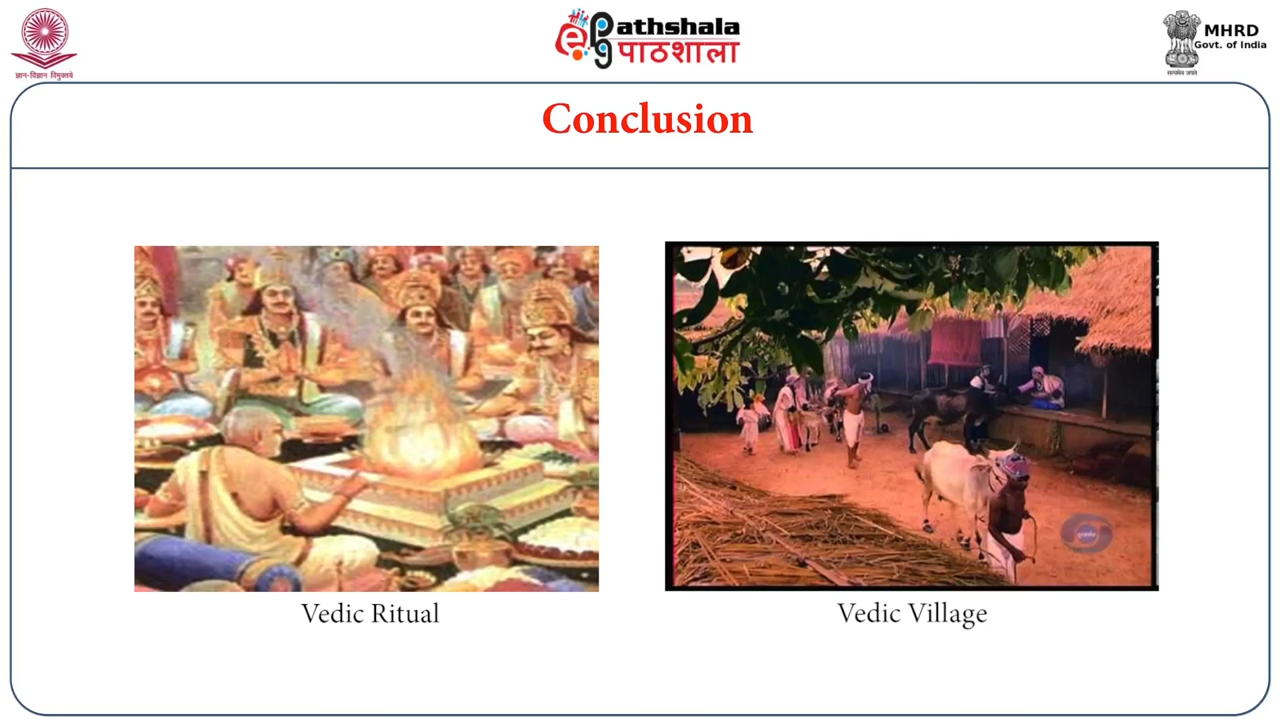 ज्ञान-विज्ञान विमुक्तये
ePathshala
पाठशाला
MHRD
Govt. of India
सत्यमेव जयते
Conclusion
Vedic Ritual
Vedic Village